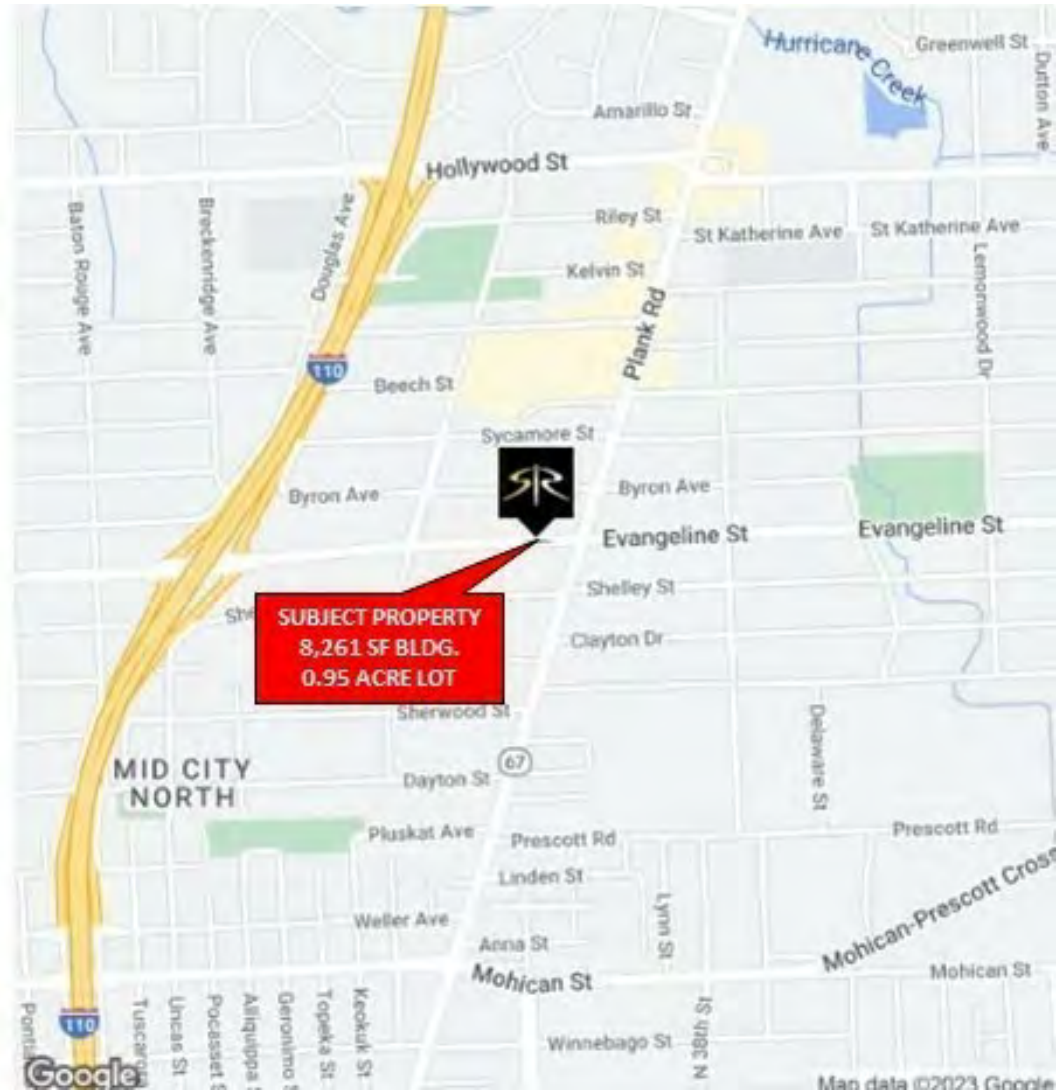 Hurricane Creek
Greenwell St
Dutton Ave
Amarillo St
Hollywood St
Baton Rouge Ave
Breckenridge Ave
Douglas Ave
Riley St
St Katherine Ave
St Katherine Ave
Kelvin St
Lemonwood Dr
Plank Rd
110
Beech St
Sycamore St
SR
Byron Ave
Byron Ave
Evangeline St
Evangeline St
Shelley St
SUBJECT PROPERTY
8,261 SF BLDG.
0.95 ACRE LOT
Clayton Dr
Sherwood St
Delaware St
67
MID CITY
NORTH
Dayton St
Pluskat Ave
Prescott Rd
Prescott Rd
Linden St
Lynn St
Mohican-Prescott Cross
Weller Ave
Anna St
Mohican St
Mohican St
Tuscaro
Uncas St
Pocasset S
Alliquippa S
Geronimo S
Topeka St
Keokuk St
N 38th St
Winnebago St
110
Google
Map data ©2023 Google